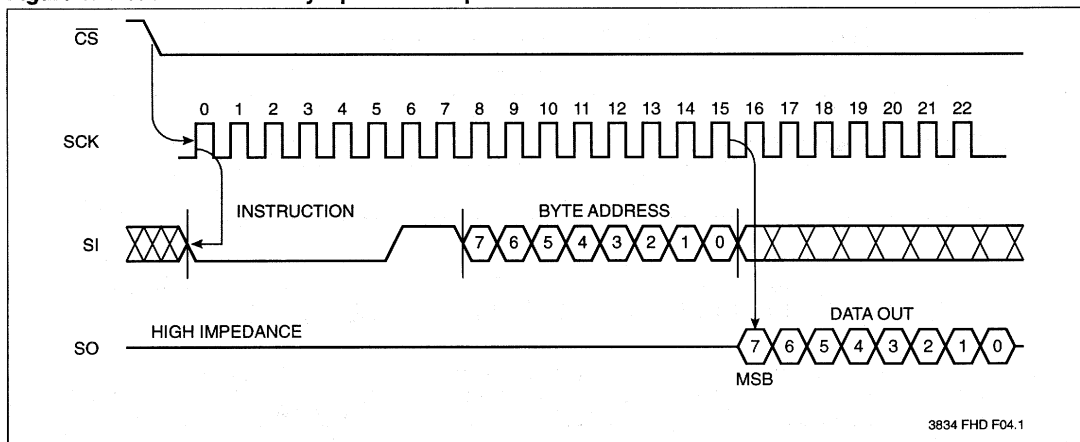 CS
0 1 2 3 4 5 6 7 8 9 10 11 12 13 14 15 16 17 18 19 20 21 22
SCK
INSTRUCTION
BYTE ADDRESS
SI
7 6 5 4 3 2 1 0
DATA OUT
HIGH IMPEDANCE
SO
7 6 5 4 3 2 1 0
MSB
3834 FHD F04.1